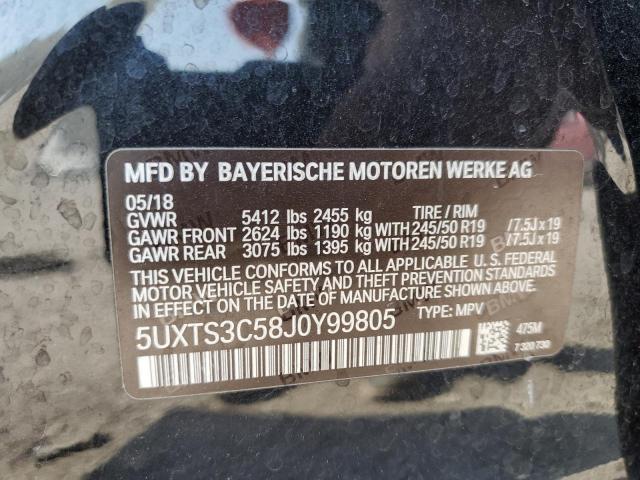 MFD BY BAYERISCHE MOTOREN WERKE AG
05/18 TIRE / RIM
GVWR 5412 lbs 2455 kg
GAWR FRONT 2624 lbs 1190 kg WITH 245/50 R19 /7.5J x 19
GAWR REAR 3075 lbs 1395 kg WITH 245/50 R19 /7.5J x 19
THIS VEHICLE CONFORMS TO ALL APPLICABLE U.S. FEDERAL
MOTOR VEHICLE SAFETY AND THEFT PREVENTION STANDARDS
IN EFFECT ON THE DATE OF MANUFACTURE SHOWN ABOVE.
5UXTS3C58J0Y99805 TYPE: MPV
475M
7 320 730